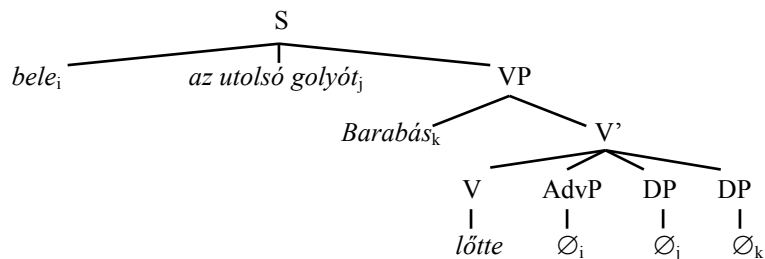 S
beleᵢ az utolsó golyótⱼ VP
Barabásₖ V’
V AdvP DP DP
lőtte ∅ᵢ ∅ⱼ ∅ₖ